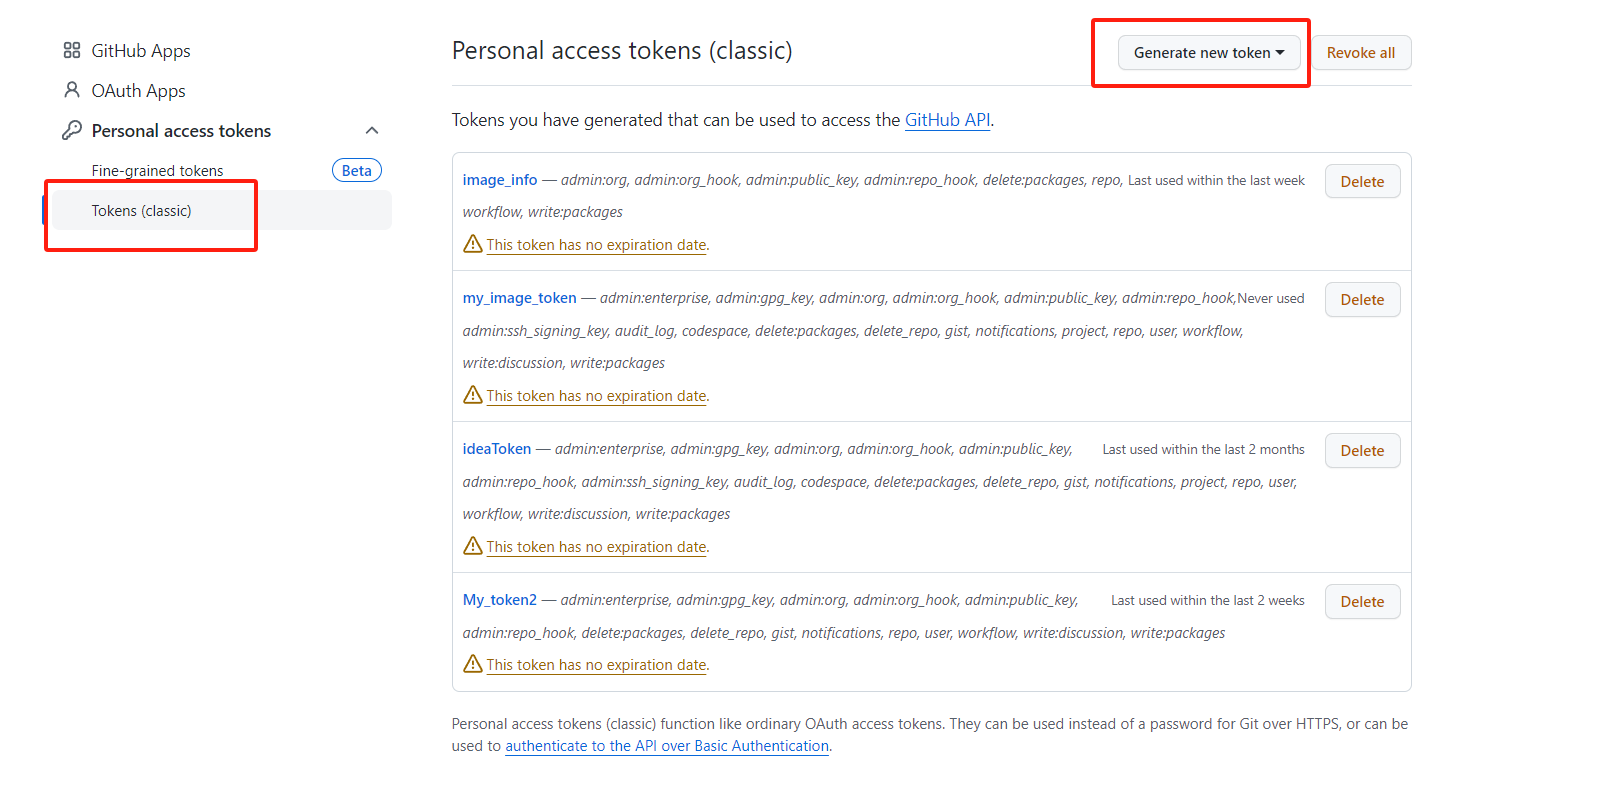 GitHub Apps
OAuth Apps
Personal access tokens
Fine-grained tokens Beta
Tokens (classic)
Personal access tokens (classic) Generate new token Revoke all
Tokens you have generated that can be used to access the GitHub API.
image_info — admin:org, admin:org_hook, admin:public_key, admin:repo_hook, delete:packages, repo, Last used within the last week Delete
workflow, write:packages
This token has no expiration date.
my_image_token — admin:enterprise, admin:gpg_key, admin:org, admin:org_hook, admin:public_key, admin:repo_hook, Never used Delete
admin:ssh_signing_key, audit_log, codespace, delete:packages, delete_repo, gist, notifications, project, repo, user, workflow,
write:discussion, write:packages
This token has no expiration date.
ideaToken — admin:enterprise, admin:gpg_key, admin:org, admin:org_hook, admin:public_key, Last used within the last 2 months Delete
admin:repo_hook, admin:ssh_signing_key, audit_log, codespace, delete:packages, delete_repo, gist, notifications, project, repo, user,
workflow, write:discussion, write:packages
This token has no expiration date.
My_token2 — admin:enterprise, admin:gpg_key, admin:org, admin:org_hook, admin:public_key, Last used within the last 2 weeks Delete
admin:repo_hook, delete:packages, delete_repo, gist, notifications, repo, user, workflow, write:discussion, write:packages
This token has no expiration date.
Personal access tokens (classic) function like ordinary OAuth access tokens. They can be used instead of a password for Git over HTTPS, or can be
used to authenticate to the API over Basic Authentication.